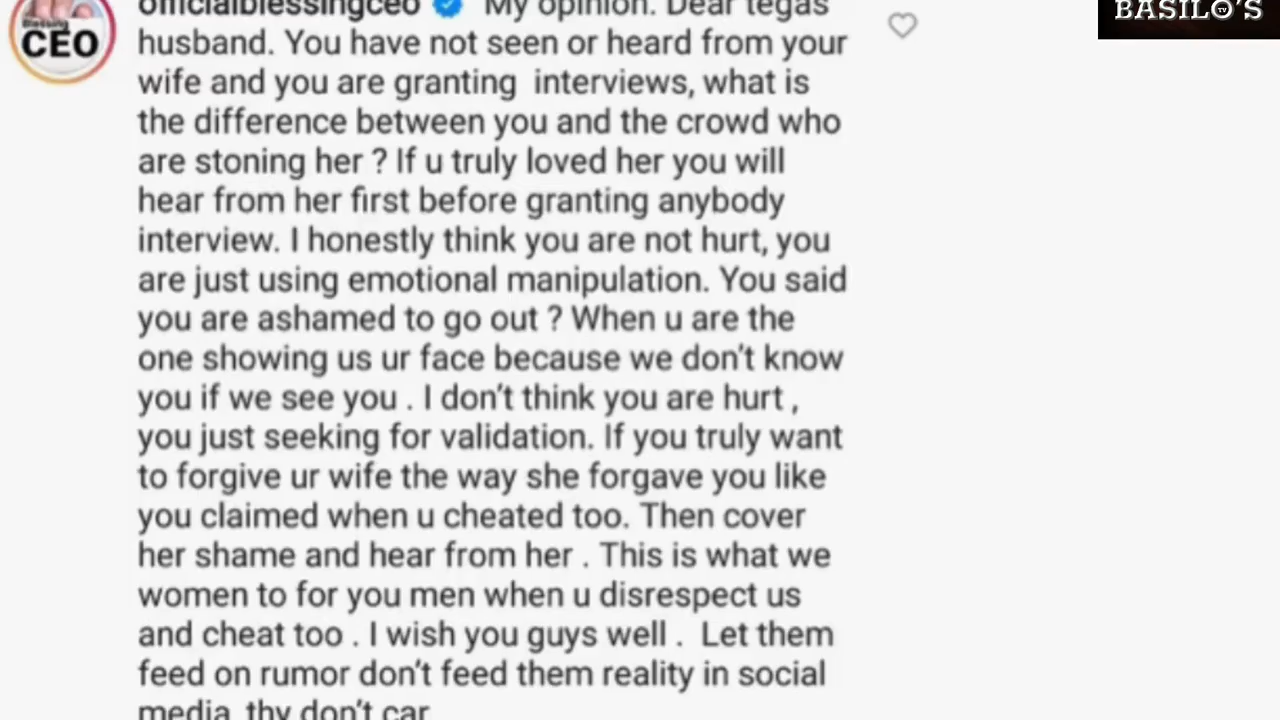 officialblessingceo My opinion. Dear tegas
husband. You have not seen or heard from your
wife and you are granting interviews, what is
the difference between you and the crowd who
are stoning her ? If u truly loved her you will
hear from her first before granting anybody
interview. I honestly think you are not hurt, you
are just using emotional manipulation. You said
you are ashamed to go out ? When u are the
one showing us ur face because we don't know
you if we see you . I don't think you are hurt ,
you just seeking for validation. If you truly want
to forgive ur wife the way she forgave you like
you claimed when u cheated too. Then cover
her shame and hear from her . This is what we
women to for you men when u disrespect us
and cheat too . I wish you guys well . Let them
feed on rumor don't feed them reality in social
media thy don't car
Blessing
CEO
BASILO'S
TV